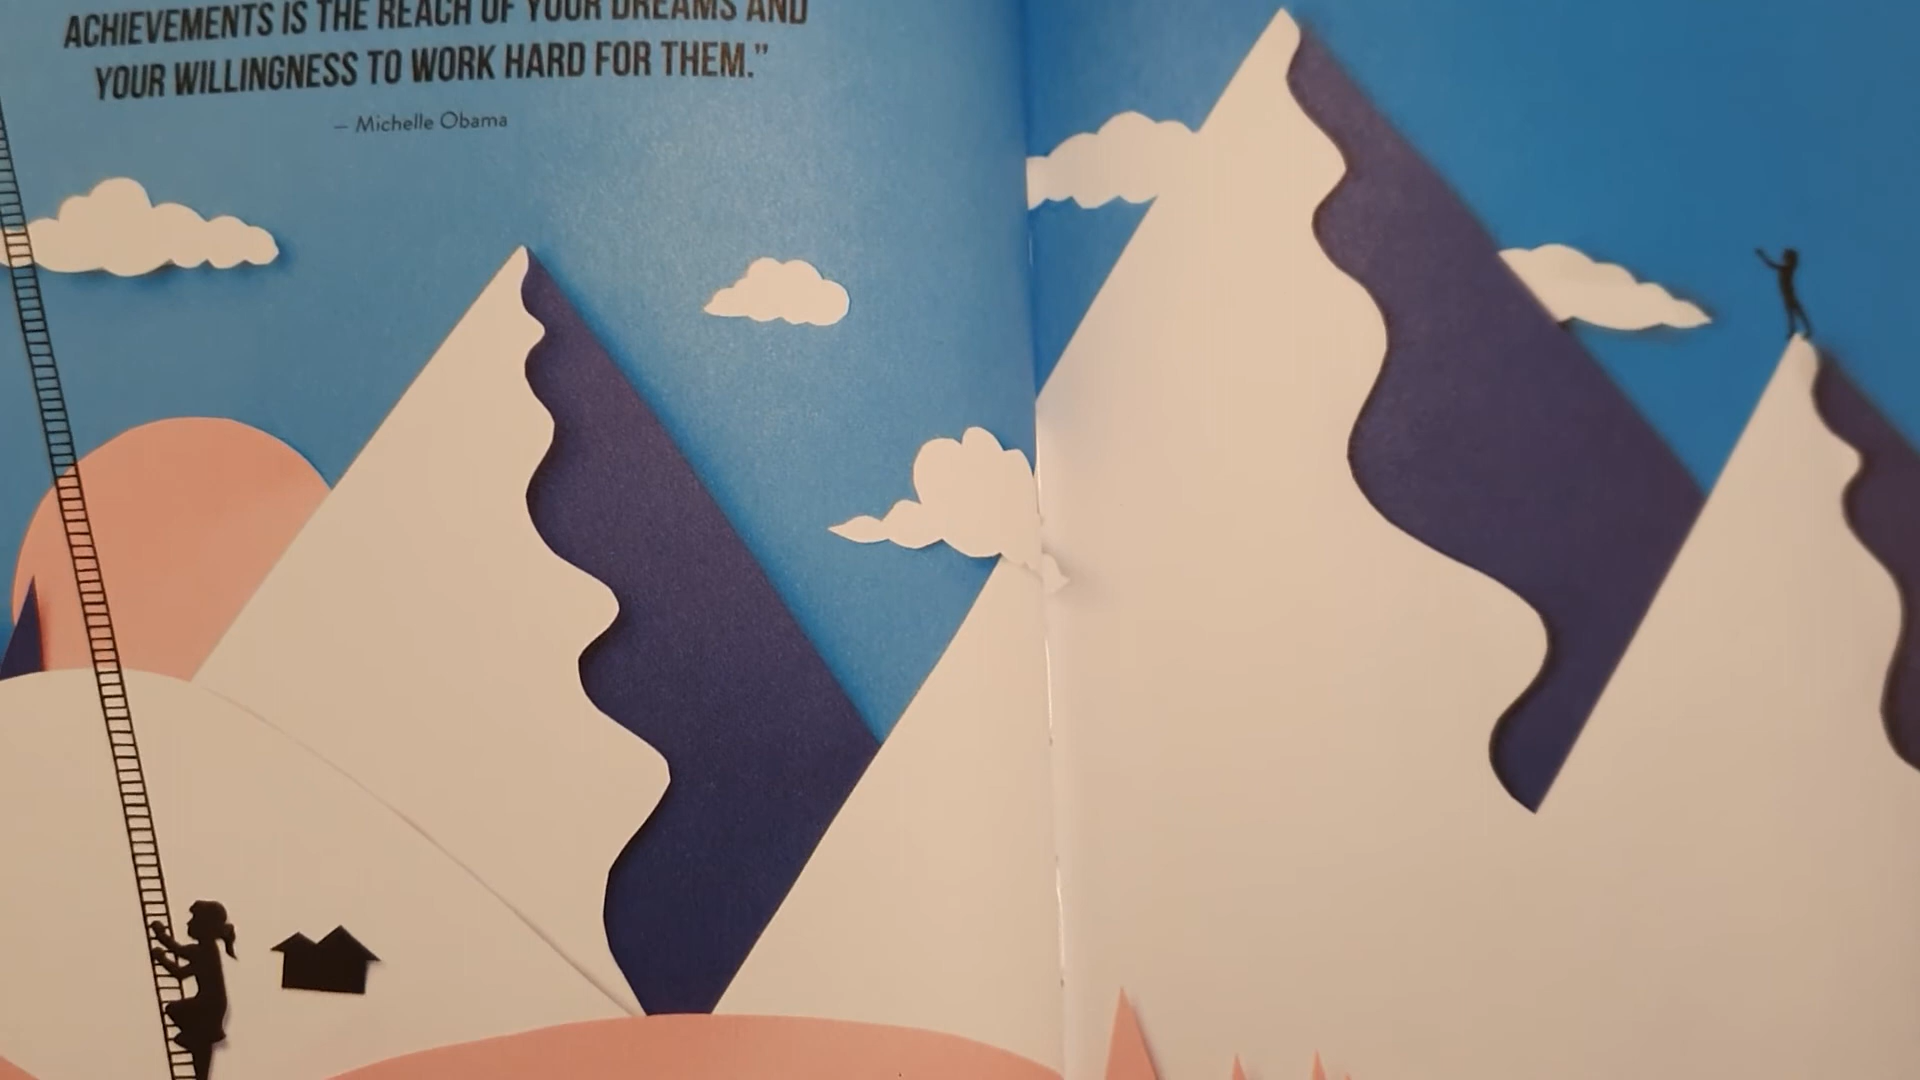 ACHIEVEMENTS IS THE REACH OF YOUR DREAMS AND
YOUR WILLINGNESS TO WORK HARD FOR THEM.”
– Michelle Obama